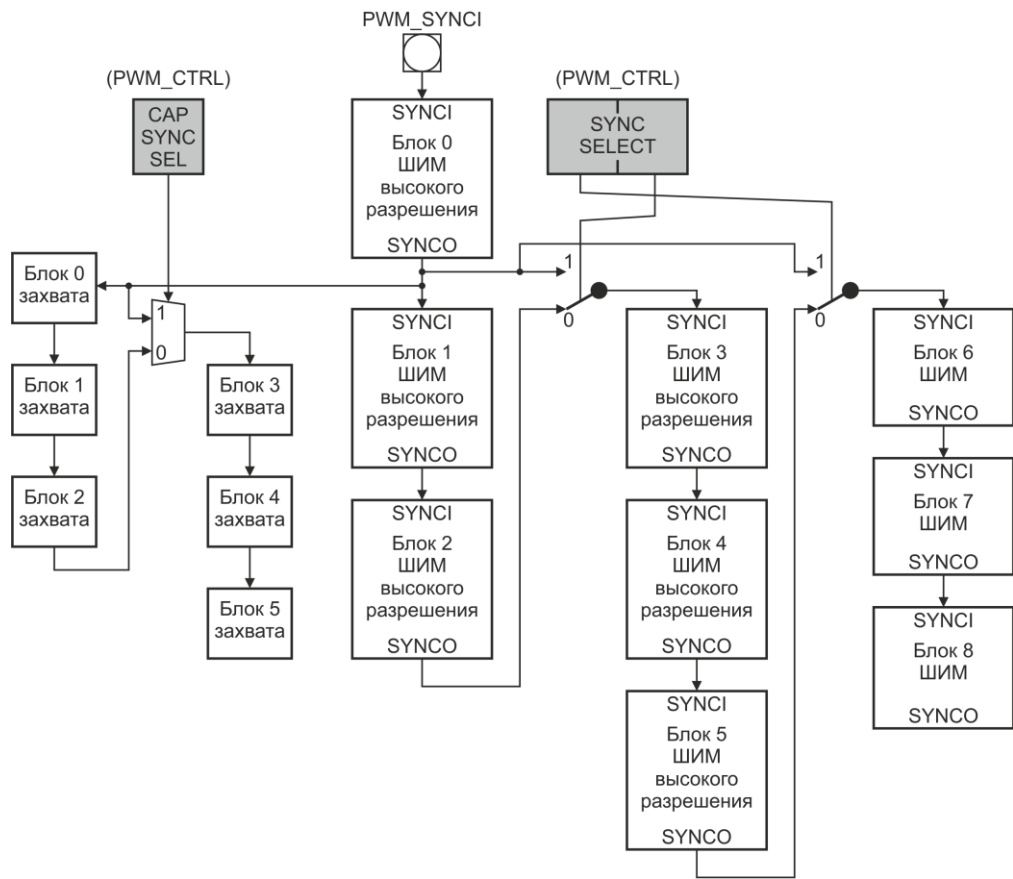 PWM_SYNCI
(PWM_CTRL)
CAP
SYNC
SEL
(PWM_CTRL)
SYNC
SELECT
SYNCI
Блок 0
ШИМ
высокого
разрешения
SYNCO
1
0
1
0
Блок 0
захвата
1
0
Блок 1
захвата
Блок 2
захвата
Блок 3
захвата
Блок 4
захвата
Блок 5
захвата
SYNCI
Блок 1
ШИМ
высокого
разрешения
SYNCO
SYNCI
Блок 2
ШИМ
высокого
разрешения
SYNCO
SYNCI
Блок 3
ШИМ
высокого
разрешения
SYNCO
SYNCI
Блок 4
ШИМ
высокого
разрешения
SYNCO
SYNCI
Блок 5
ШИМ
высокого
разрешения
SYNCO
SYNCI
Блок 6
ШИМ
SYNCO
SYNCI
Блок 7
ШИМ
SYNCO
SYNCI
Блок 8
ШИМ
SYNCO